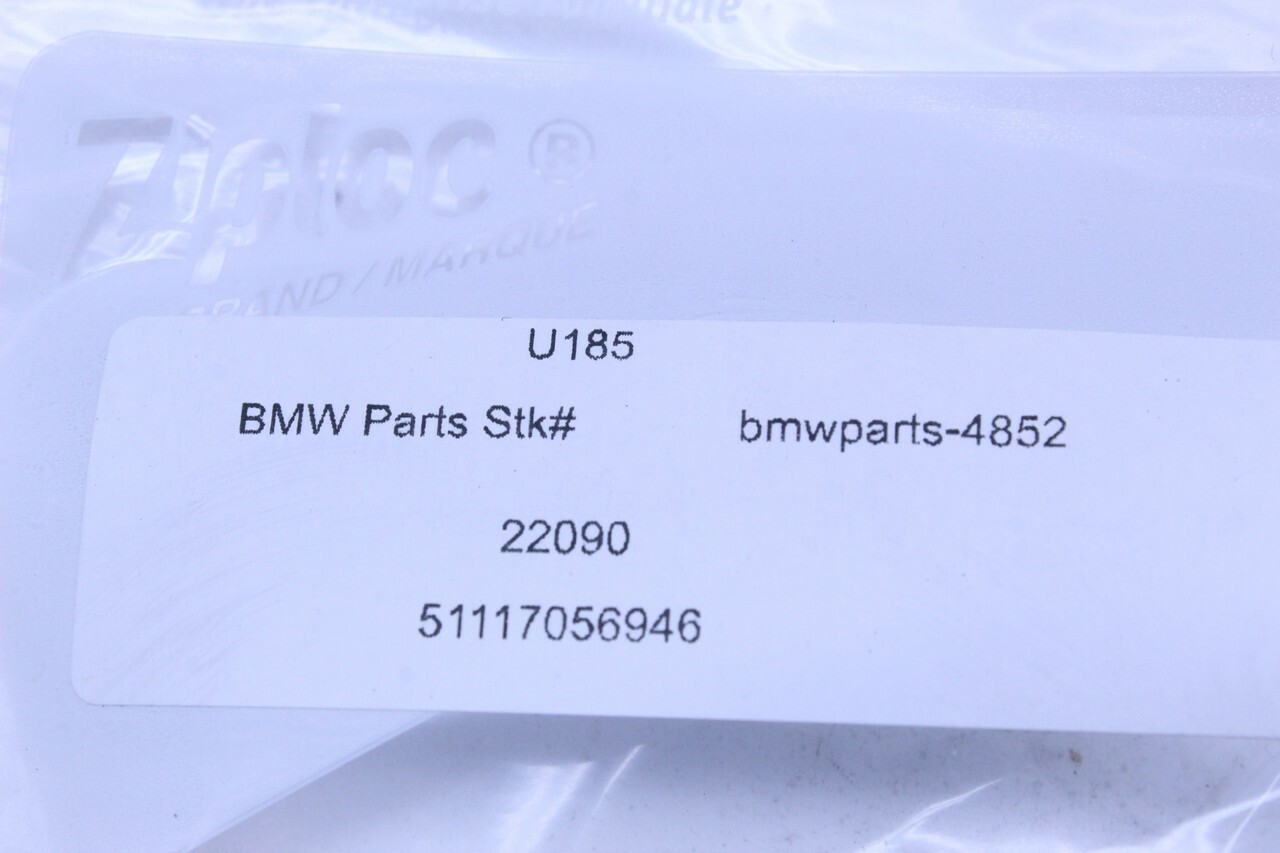 Ziploc®
BRAND / MARQUE
U185
BMW Parts Stk# bmwparts-4852
22090
51117056946